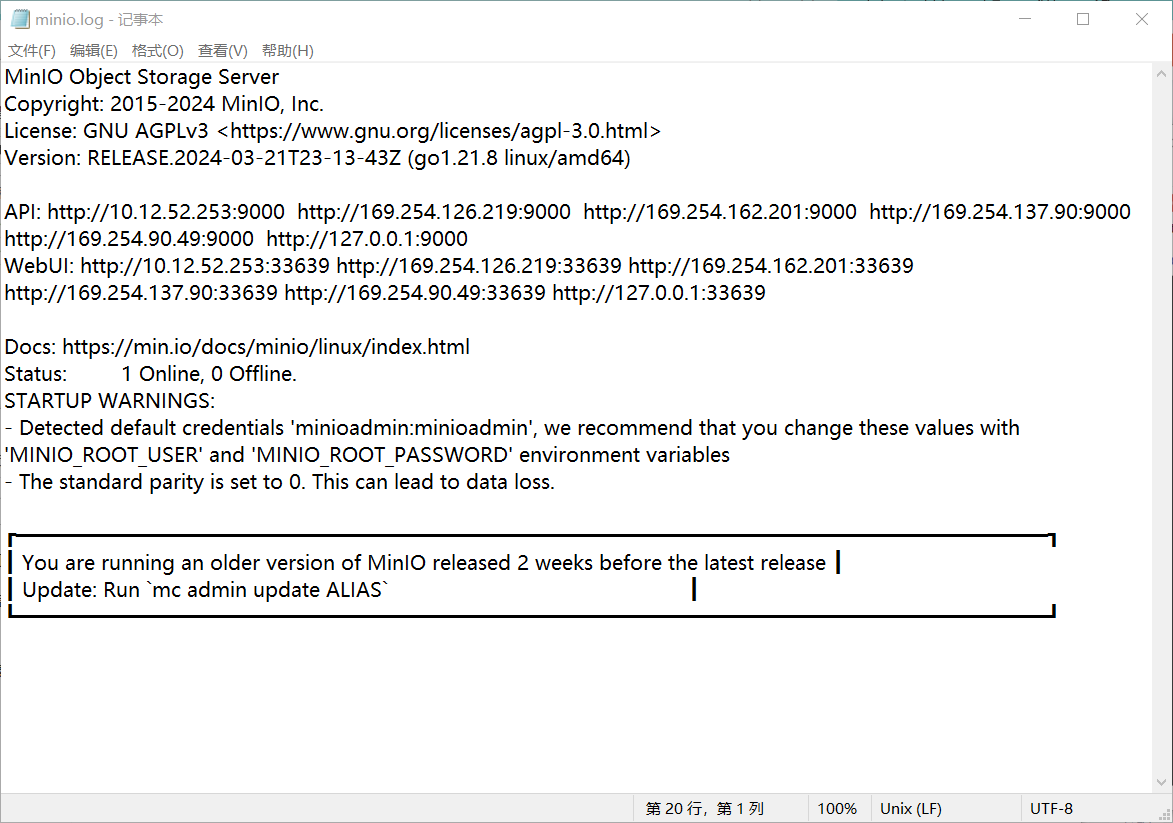 minio.log - 记事本
文件(F) 编辑(E) 格式(O) 查看(V) 帮助(H)
MinIO Object Storage Server
Copyright: 2015-2024 MinIO, Inc.
License: GNU AGPLv3 <https://www.gnu.org/licenses/agpl-3.0.html>
Version: RELEASE.2024-03-21T23-13-43Z (go1.21.8 linux/amd64)

API: http://10.12.52.253:9000  http://169.254.126.219:9000  http://169.254.162.201:9000  http://169.254.137.90:9000
http://169.254.90.49:9000  http://127.0.0.1:9000
WebUI: http://10.12.52.253:33639 http://169.254.126.219:33639 http://169.254.162.201:33639
http://169.254.137.90:33639 http://169.254.90.49:33639 http://127.0.0.1:33639

Docs: https://min.io/docs/minio/linux/index.html
Status:         1 Online, 0 Offline.
STARTUP WARNINGS:
- Detected default credentials 'minioadmin:minioadmin', we recommend that you change these values with
'MINIO_ROOT_USER' and 'MINIO_ROOT_PASSWORD' environment variables
- The standard parity is set to 0. This can lead to data loss.

You are running an older version of MinIO released 2 weeks before the latest release
Update: Run `mc admin update ALIAS`
第 20 行，第 1 列 100% Unix (LF) UTF-8